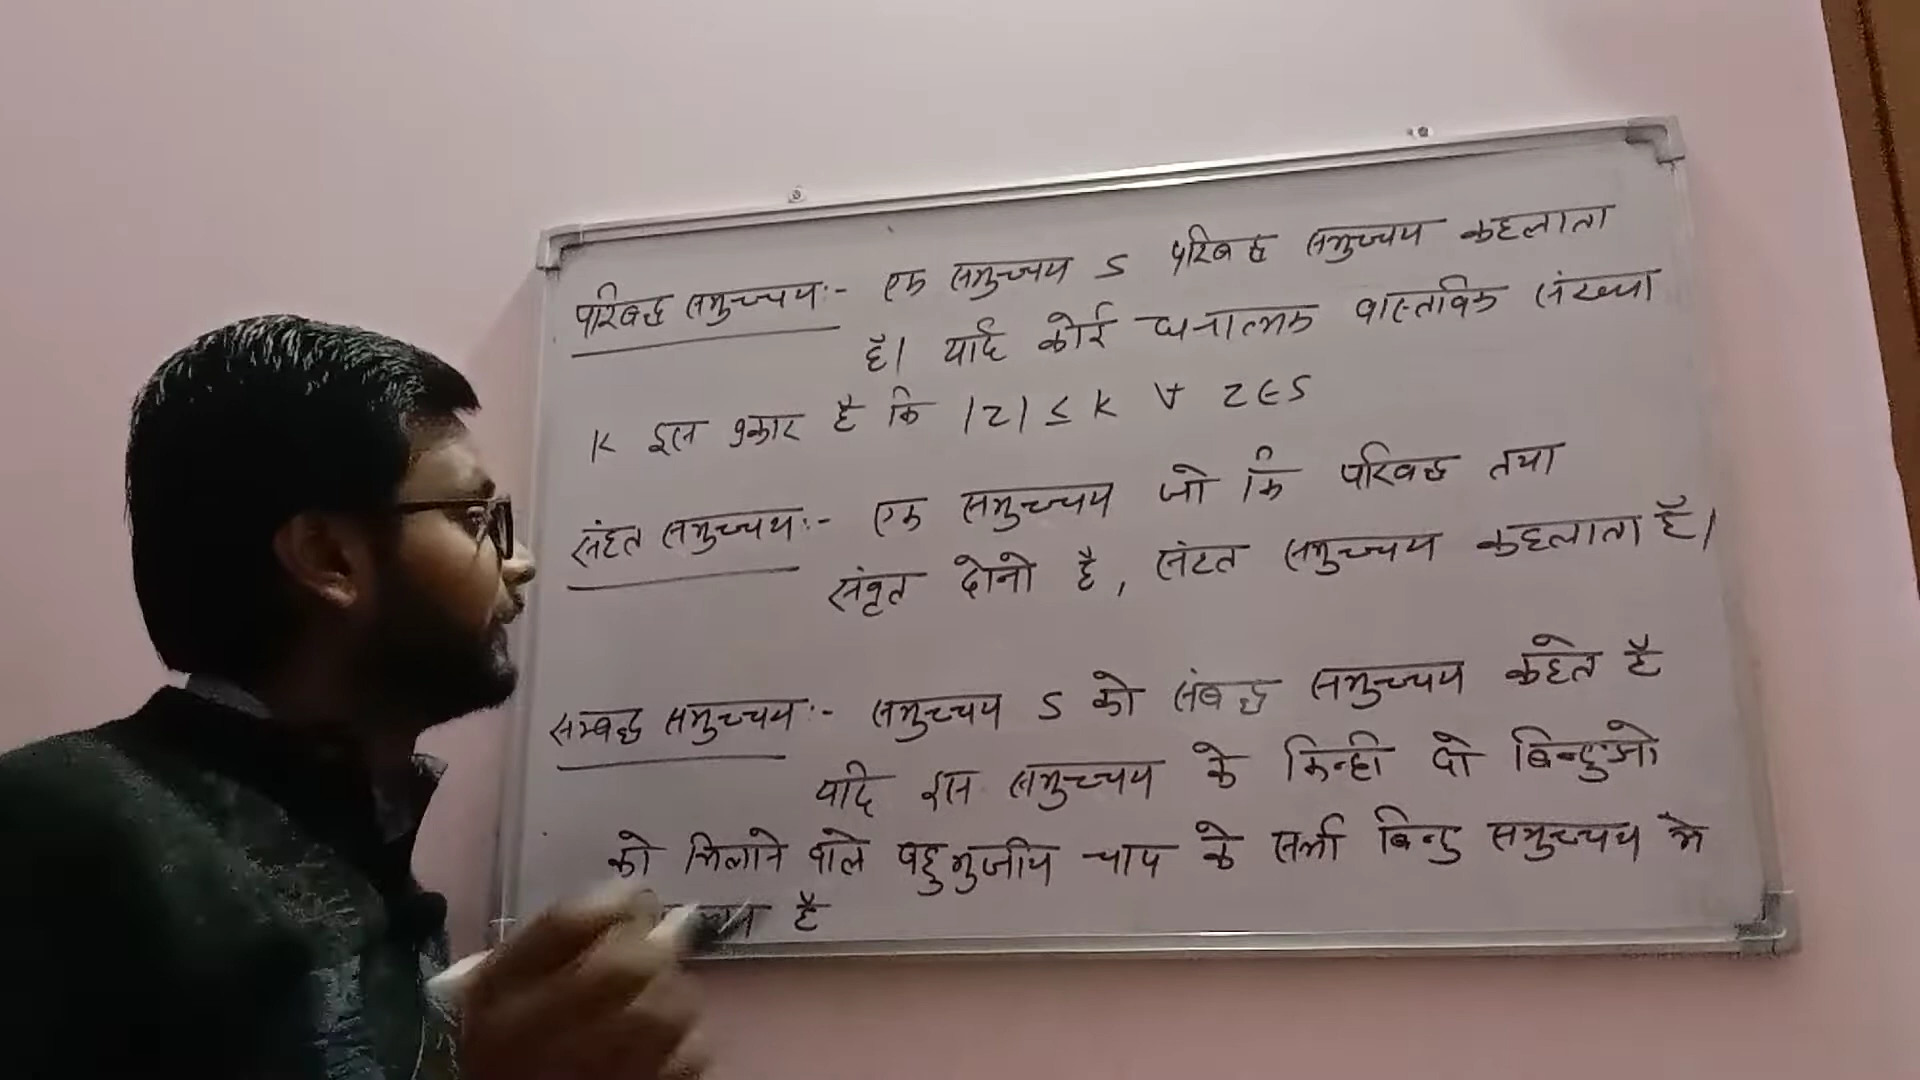 परिबद्ध समुच्चय:- एक समुच्चय S परिबद्ध समुच्चय कहलाता
है। यदि कोई धनात्मक वास्तविक संख्या
K इस प्रकार है कि |z| ≤ K ∀ z∈S
संहत समुच्चय:- एक समुच्चय जो कि परिबद्ध तथा
संवृत दोनो है, संहत समुच्चय कहलाता है।
सम्बद्ध समुच्चय:- समुच्चय S को संबद्ध समुच्चय कहते है
यदि इस समुच्चय के किन्ही दो बिन्दुओ
को मिलाने वाले बहुभुजीय चाप के सभी बिन्दु समुच्चय मे
है